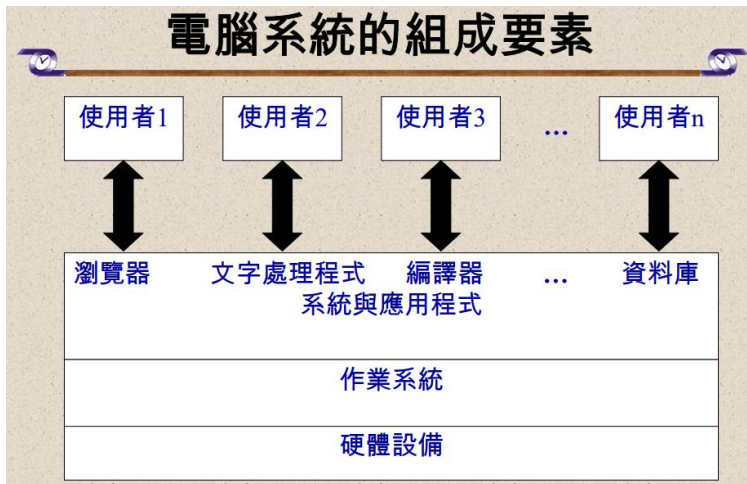 電腦系統的組成要素
使用者1 使用者2 使用者3 ... 使用者n
瀏覽器 文字處理程式 編譯器 ... 資料庫
系統與應用程式
作業系統
硬體設備